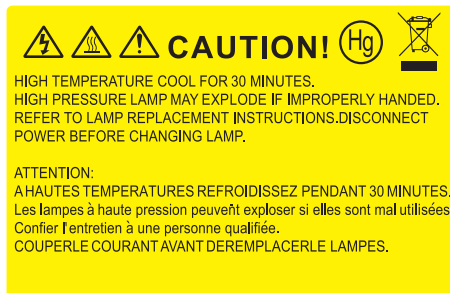 CAUTION! Hg
HIGH TEMPERATURE COOL FOR 30 MINUTES.
HIGH PRESSURE LAMP MAY EXPLODE IF IMPROPERLY HANDED.
REFER TO LAMP REPLACEMENT INSTRUCTIONS.DISCONNECT
POWER BEFORE CHANGING LAMP.
ATTENTION:
A HAUTES TEMPERATURES REFROIDISSEZ PENDANT 30 MINUTES.
Les lampes à haute pression peuvent exploser si elles sont mal utilisées
Confier l'entretien à une personne qualifiée.
COUPERLE COURANT AVANT DEREMPLACERLE LAMPES.